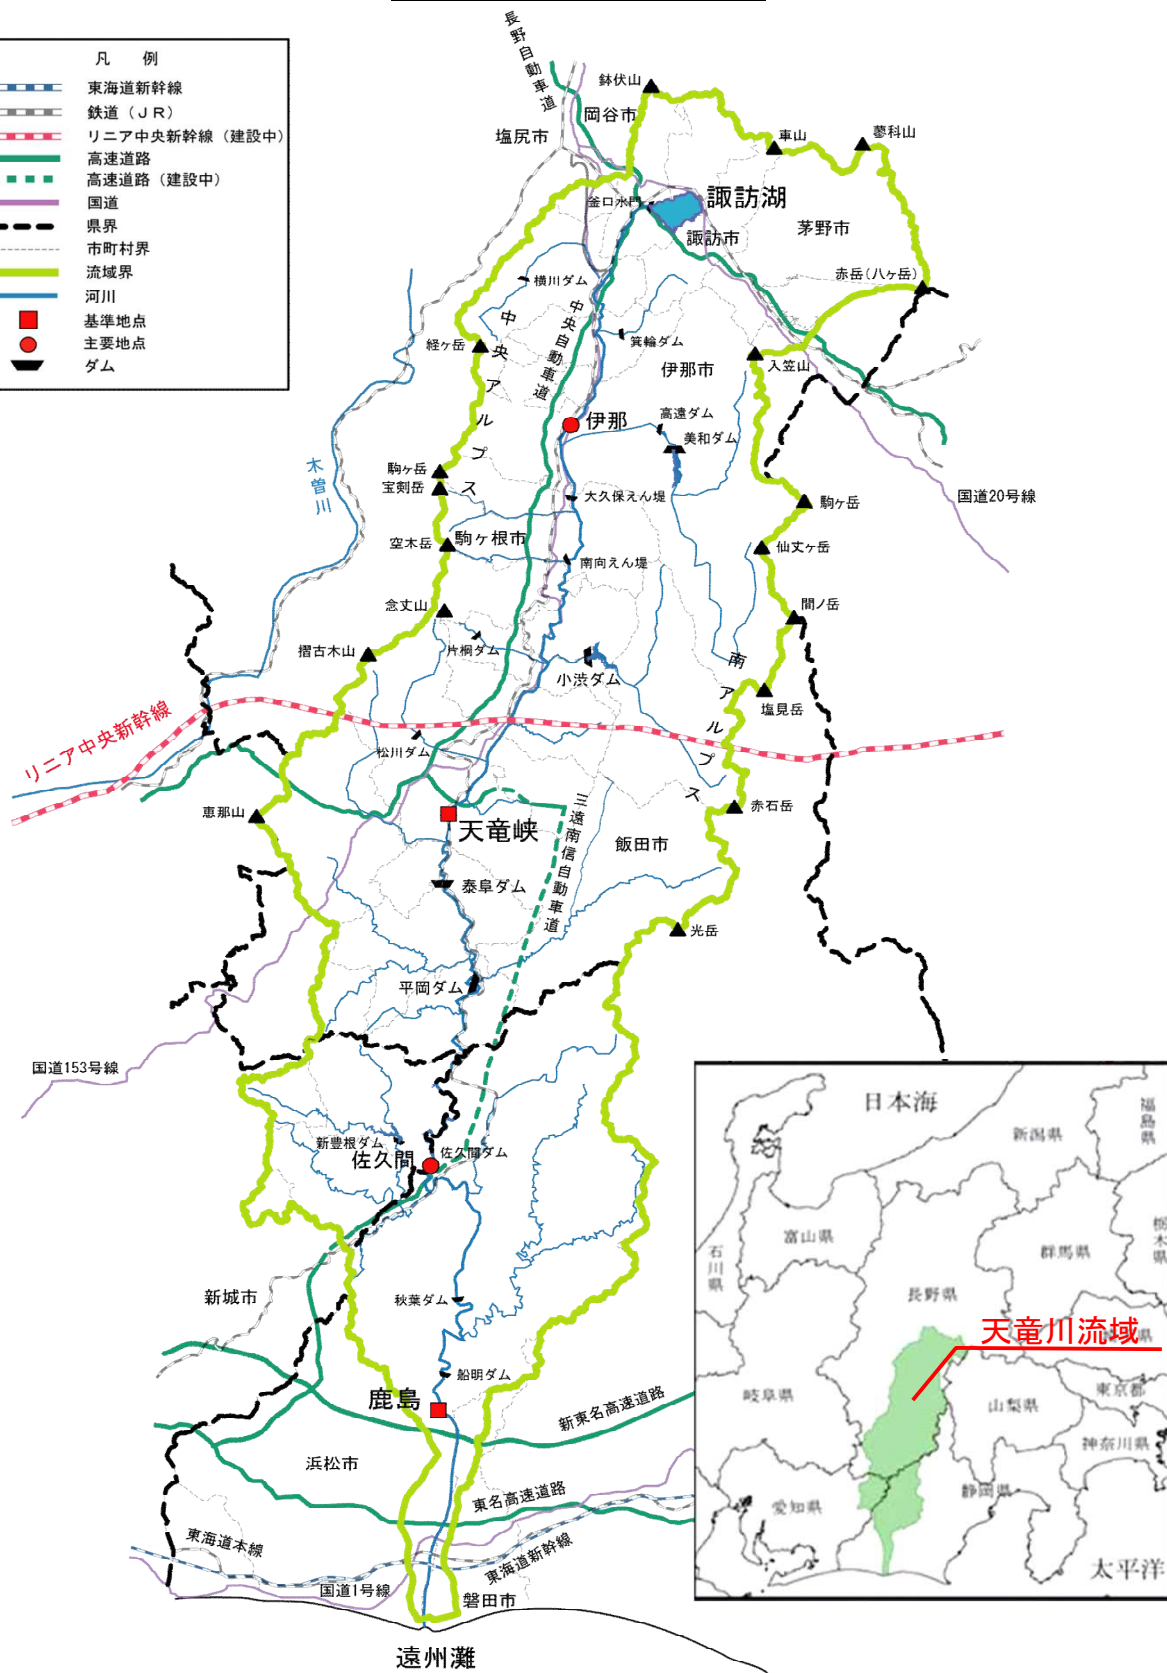 凡 例
東海道新幹線
鉄道（ＪＲ）
リニア中央新幹線（建設中）
高速道路
高速道路（建設中）
国道
県界
市町村界
流域界
河川
基準地点
主要地点
ダム
長野自動車道
鉢伏山
岡谷市
塩尻市
車山
蓼科山
釜口水門
諏訪湖
諏訪市
茅野市
赤岳(八ヶ岳)
横川ダム
中央自動車道
中央アルプス
箕輪ダム
経ヶ岳
伊那市
入笠山
伊那
高遠ダム
美和ダム
駒ヶ岳
宝剣岳
木曽川
大久保えん堤
国道20号線
駒ヶ岳
空木岳
駒ヶ根市
仙丈ヶ岳
南向えん堤
念丈山
間ノ岳
摺古木山
片桐ダム
小渋ダム
南アルプス
塩見岳
リニア中央新幹線
松川ダム
恵那山
天竜峡
三遠南信自動車道
赤石岳
飯田市
泰阜ダム
光岳
平岡ダム
国道153号線
新豊根ダム
佐久間
佐久間ダム
新城市
秋葉ダム
船明ダム
鹿島
新東名高速道路
浜松市
東名高速道路
東海道本線
東海道新幹線
国道1号線
磐田市
遠州灘
日本海
福島県
新潟県
富山県
石川県
群馬県
栃木県
長野県
天竜川流域
岐阜県
山梨県
東京都
神奈川県
静岡県
愛知県
太平洋